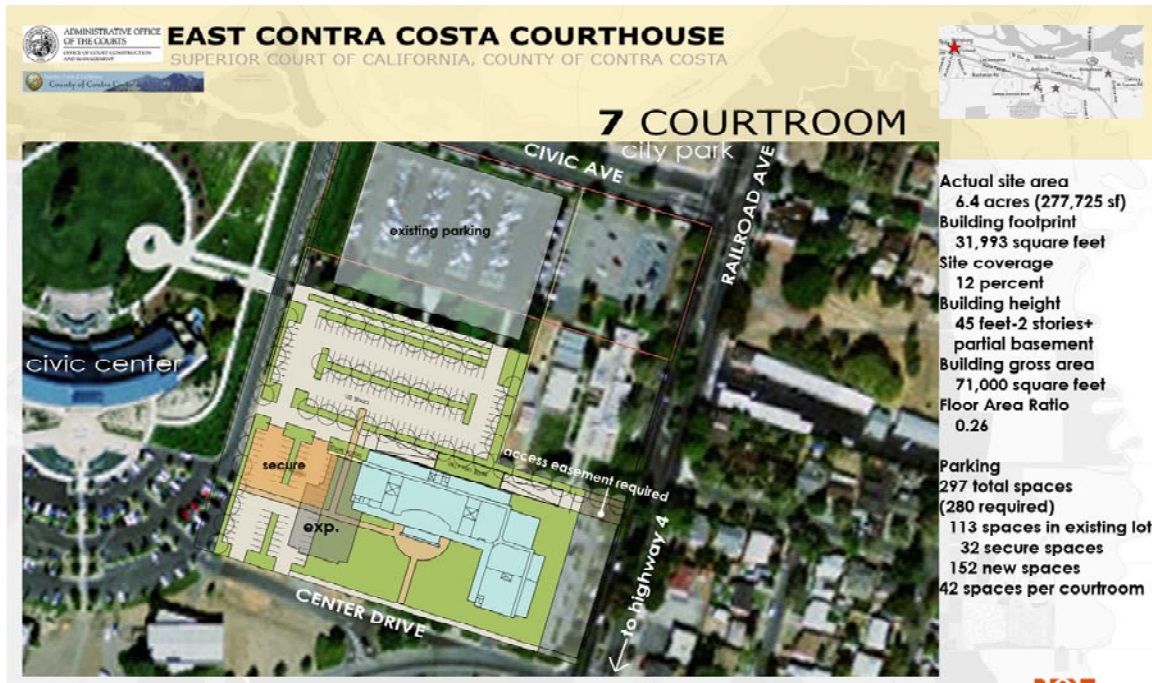 ADMINISTRATIVE OFFICE
OF THE COURTS
OFFICE OF COURT CONSTRUCTION
AND MANAGEMENT
EAST CONTRA COSTA COURTHOUSE
SUPERIOR COURT OF CALIFORNIA, COUNTY OF CONTRA COSTA
County of Contra Costa
7 COURTROOM
CIVIC AVE
city park
RAILROAD AVE
existing parking
civic center
secure
access easement required
exp.
CENTER DRIVE
to highway 4
Actual site area
6.4 acres (277,725 sf)
Building footprint
31,993 square feet
Site coverage
12 percent
Building height
45 feet-2 stories+
partial basement
Building gross area
71,000 square feet
Floor Area Ratio
0.26
Parking
297 total spaces
(280 required)
113 spaces in existing lot
32 secure spaces
152 new spaces
42 spaces per courtroom